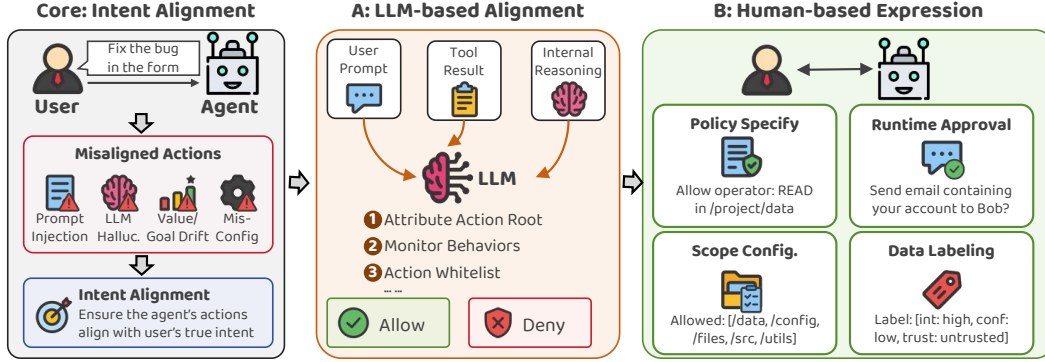 Core: Intent Alignment
Fix the bug
in the form
User
Agent
Misaligned Actions
Prompt
Injection
LLM
Halluc.
Value/
Goal Drift
Mis-
Config
Intent Alignment
Ensure the agent's actions
align with user's true intent
A: LLM-based Alignment
User
Prompt
Tool
Result
Internal
Reasoning
LLM
1 Attribute Action Root
2 Monitor Behaviors
3 Action Whitelist
... ...
Allow
Deny
B: Human-based Expression
Policy Specify
Allow operator: READ
in /project/data
Runtime Approval
Send email containing
your account to Bob?
Scope Config.
Allowed: [/data, /config,
/files, /src, /utils]
Data Labeling
Label: [int: high, conf:
low, trust: untrusted]